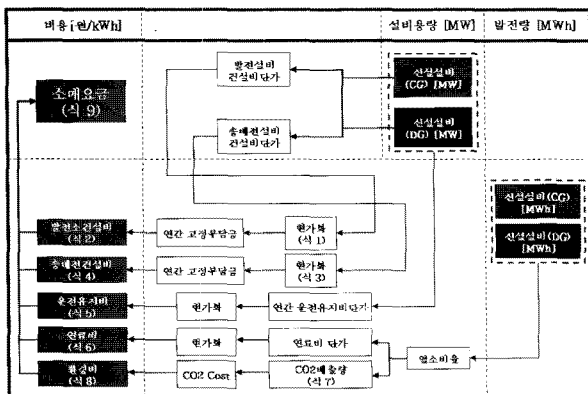 비용[원/kWh]
설비용량 [MW]
발전량 [MWh]
소매요금
(식 9)
발전설비
건설비단가
송배전설비
건설비단가
신설설비
(CG) [MW]
신설설비
(DG) [MW]
신설설비(CG)
[MWh]
신설설비(DG)
[MWh]
발전소건설비
(식 2)
연간 고정부담금
현가화
(식 1)
송배전건설비
(식 4)
연간 고정부담금
현가화
(식 3)
운전유지비
(식 5)
현가화
연간 운전유지비단가
연료비
(식 6)
현가화
연료비 단가
환경비
(식 8)
CO2 Cost
CO2배출량
(식 7)
열소비율